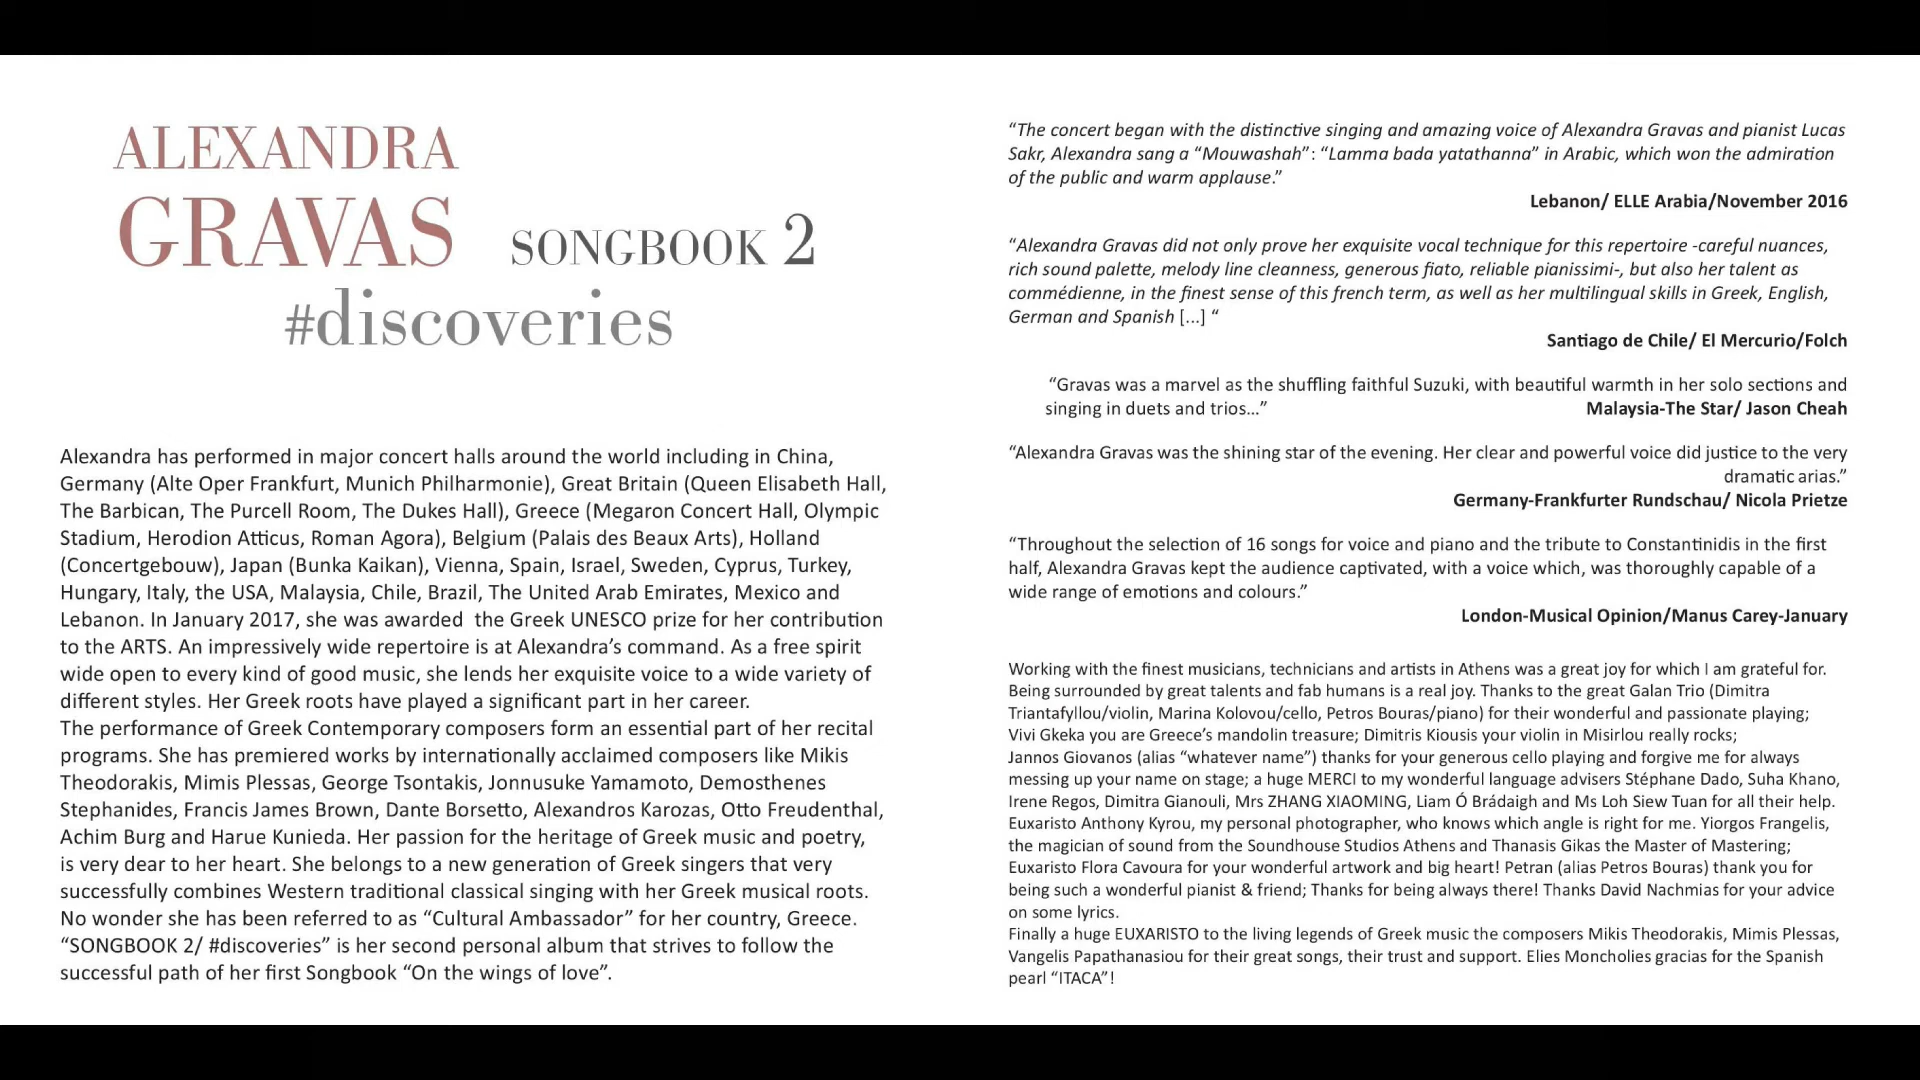 ALEXANDRA
GRAVAS SONGBOOK 2
#discoveries
Alexandra has performed in major concert halls around the world including in China,
Germany (Alte Oper Frankfurt, Munich Philharmonie), Great Britain (Queen Elisabeth Hall,
The Barbican, The Purcell Room, The Dukes Hall), Greece (Megaron Concert Hall, Olympic
Stadium, Herodion Atticus, Roman Agora), Belgium (Palais des Beaux Arts), Holland
(Concertgebouw), Japan (Bunka Kaikan), Vienna, Spain, Israel, Sweden, Cyprus, Turkey,
Hungary, Italy, the USA, Malaysia, Chile, Brazil, The United Arab Emirates, Mexico and
Lebanon. In January 2017, she was awarded  the Greek UNESCO prize for her contribution
to the ARTS. An impressively wide repertoire is at Alexandra’s command. As a free spirit
wide open to every kind of good music, she lends her exquisite voice to a wide variety of
different styles. Her Greek roots have played a significant part in her career.
The performance of Greek Contemporary composers form an essential part of her recital
programs. She has premiered works by internationally acclaimed composers like Mikis
Theodorakis, Mimis Plessas, George Tsontakis, Jonnusuke Yamamoto, Demosthenes
Stephanides, Francis James Brown, Dante Borsetto, Alexandros Karozas, Otto Freudenthal,
Achim Burg and Harue Kunieda. Her passion for the heritage of Greek music and poetry,
is very dear to her heart. She belongs to a new generation of Greek singers that very
successfully combines Western traditional classical singing with her Greek musical roots.
No wonder she has been referred to as “Cultural Ambassador” for her country, Greece.
“SONGBOOK 2/ #discoveries” is her second personal album that strives to follow the
successful path of her first Songbook “On the wings of love”.
“The concert began with the distinctive singing and amazing voice of Alexandra Gravas and pianist Lucas
Sakr, Alexandra sang a “Mouwashah”: “Lamma bada yatathanna” in Arabic, which won the admiration
of the public and warm applause.”
Lebanon/ ELLE Arabia/November 2016
“Alexandra Gravas did not only prove her exquisite vocal technique for this repertoire -careful nuances,
rich sound palette, melody line cleanness, generous fiato, reliable pianissimi-, but also her talent as
commédienne, in the finest sense of this french term, as well as her multilingual skills in Greek, English,
German and Spanish [...] “
Santiago de Chile/ El Mercurio/Folch
“Gravas was a marvel as the shuffling faithful Suzuki, with beautiful warmth in her solo sections and
singing in duets and trios...” Malaysia-The Star/ Jason Cheah
“Alexandra Gravas was the shining star of the evening. Her clear and powerful voice did justice to the very
dramatic arias.”
Germany-Frankfurter Rundschau/ Nicola Prietze
“Throughout the selection of 16 songs for voice and piano and the tribute to Constantinidis in the first
half, Alexandra Gravas kept the audience captivated, with a voice which, was thoroughly capable of a
wide range of emotions and colours.”
London-Musical Opinion/Manus Carey-January
Working with the finest musicians, technicians and artists in Athens was a great joy for which I am grateful for.
Being surrounded by great talents and fab humans is a real joy. Thanks to the great Galan Trio (Dimitra
Triantafyllou/violin, Marina Kolovou/cello, Petros Bouras/piano) for their wonderful and passionate playing;
Vivi Gkeka you are Greece’s mandolin treasure; Dimitris Kiousis your violin in Misirlou really rocks;
Jannos Giovanos (alias “whatever name”) thanks for your generous cello playing and forgive me for always
messing up your name on stage; a huge MERCI to my wonderful language advisers Stéphane Dado, Suha Khano,
Irene Regos, Dimitra Gianouli, Mrs ZHANG XIAOMING, Liam Ó Brádaigh and Ms Loh Siew Tuan for all their help.
Euxaristo Anthony Kyrou, my personal photographer, who knows which angle is right for me. Yiorgos Frangelis,
the magician of sound from the Soundhouse Studios Athens and Thanasis Gikas the Master of Mastering;
Euxaristo Flora Cavoura for your wonderful artwork and big heart! Petran (alias Petros Bouras) thank you for
being such a wonderful pianist & friend; Thanks for being always there! Thanks David Nachmias for your advice
on some lyrics.
Finally a huge EUXARISTO to the living legends of Greek music the composers Mikis Theodorakis, Mimis Plessas,
Vangelis Papathanasiou for their great songs, their trust and support. Elies Moncholies gracias for the Spanish
pearl “ITACA”!